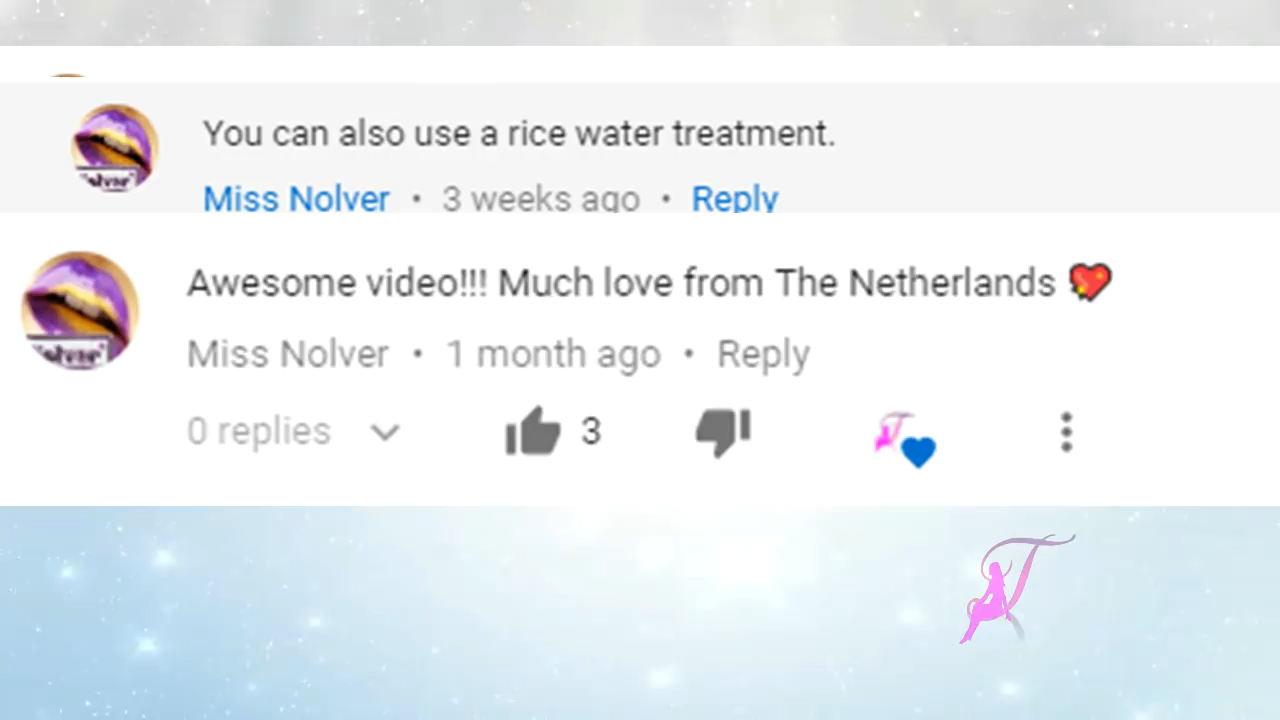 You can also use a rice water treatment.
Miss Nolver • 3 weeks ago • Reply
Awesome video!!! Much love from The Netherlands 💖
Miss Nolver • 1 month ago • Reply
0 replies 3
T